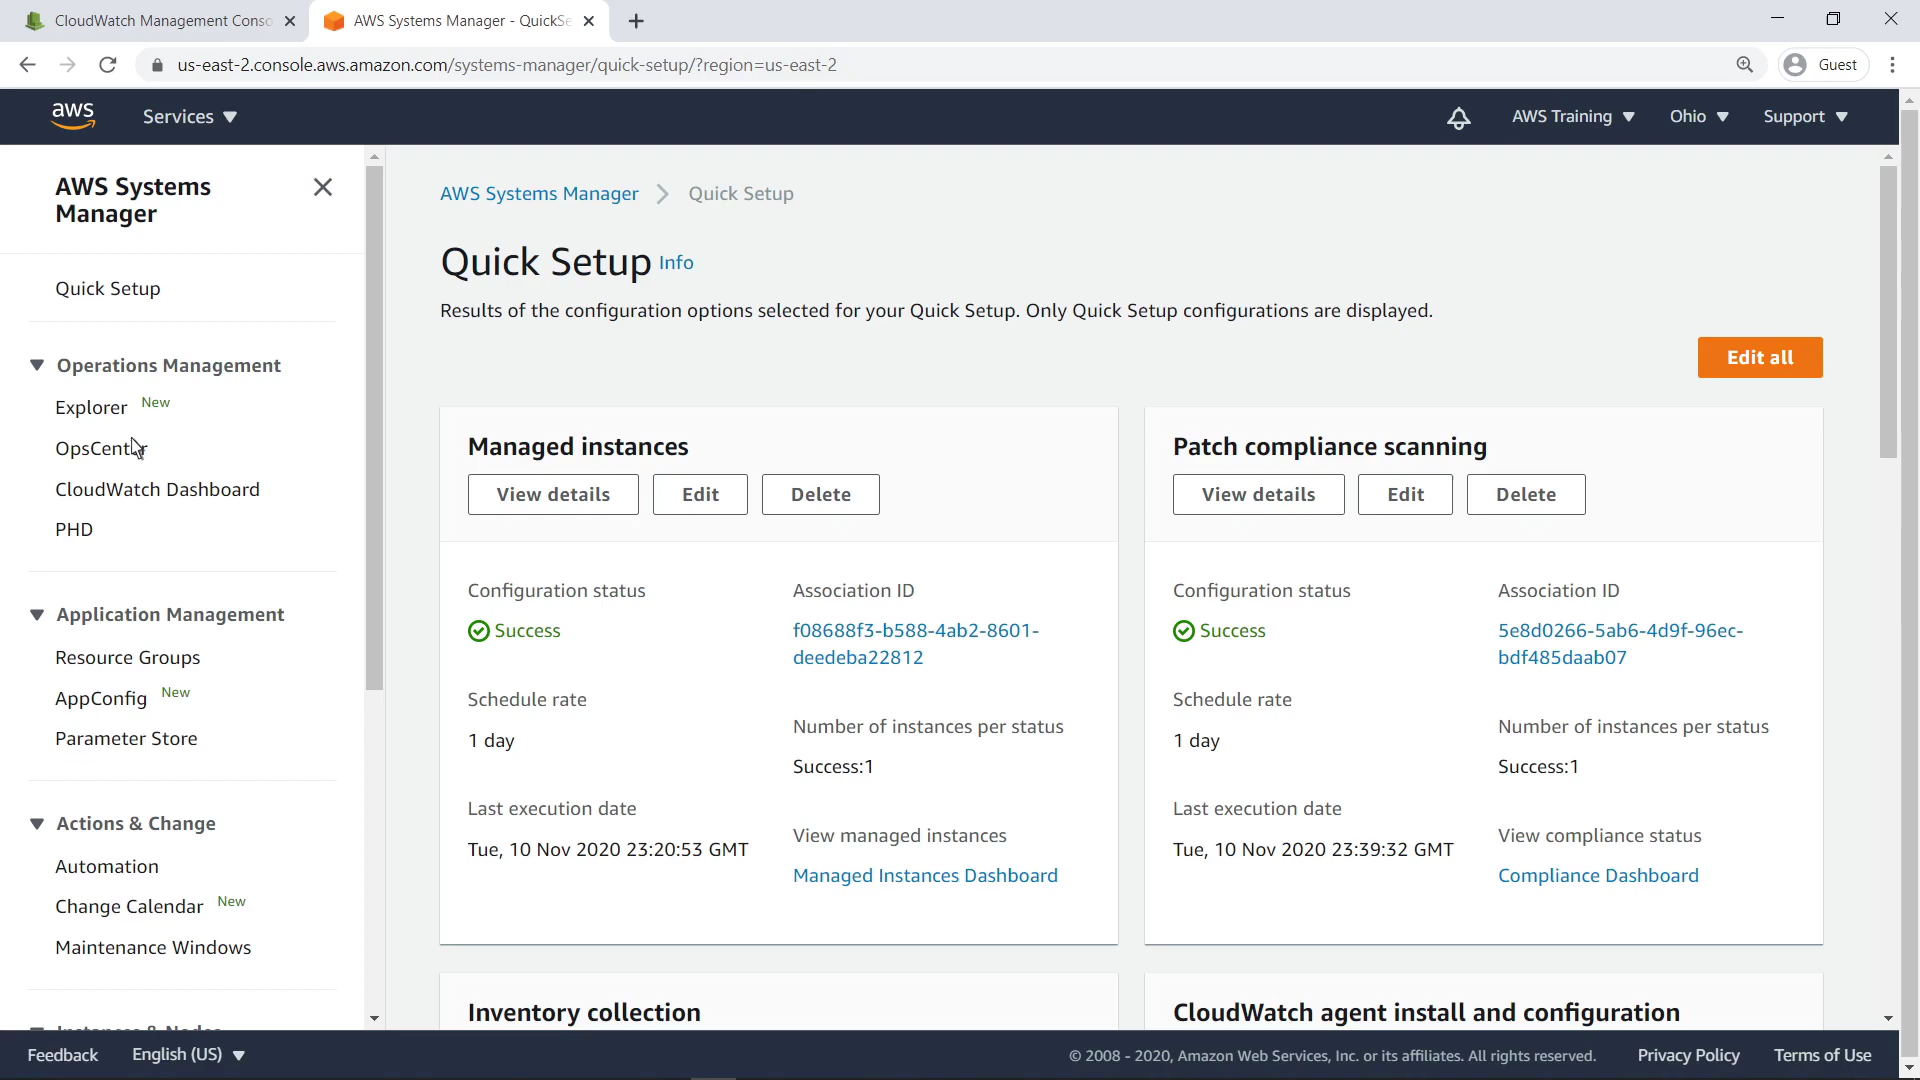 CloudWatch Management Conso
AWS Systems Manager - QuickSe
us-east-2.console.aws.amazon.com/systems-manager/quick-setup/?region=us-east-2
Guest
aws
Services
AWS Training
Ohio
Support
AWS Systems
Manager
Quick Setup
Operations Management
Explorer New
OpsCenter
CloudWatch Dashboard
PHD
Application Management
Resource Groups
AppConfig New
Parameter Store
Actions & Change
Automation
Change Calendar New
Maintenance Windows
Instances & Nodes
AWS Systems Manager
Quick Setup
Quick Setup Info
Results of the configuration options selected for your Quick Setup. Only Quick Setup configurations are displayed.
Edit all
Managed instances
View details
Edit
Delete
Configuration status
Success
Association ID
f08688f3-b588-4ab2-8601-
deedeba22812
Schedule rate
1 day
Number of instances per status
Success:1
Last execution date
Tue, 10 Nov 2020 23:20:53 GMT
View managed instances
Managed Instances Dashboard
Patch compliance scanning
View details
Edit
Delete
Configuration status
Success
Association ID
5e8d0266-5ab6-4d9f-96ec-
bdf485daab07
Schedule rate
1 day
Number of instances per status
Success:1
Last execution date
Tue, 10 Nov 2020 23:39:32 GMT
View compliance status
Compliance Dashboard
Inventory collection
CloudWatch agent install and configuration
Feedback
English (US)
© 2008 - 2020, Amazon Web Services, Inc. or its affiliates. All rights reserved.
Privacy Policy
Terms of Use